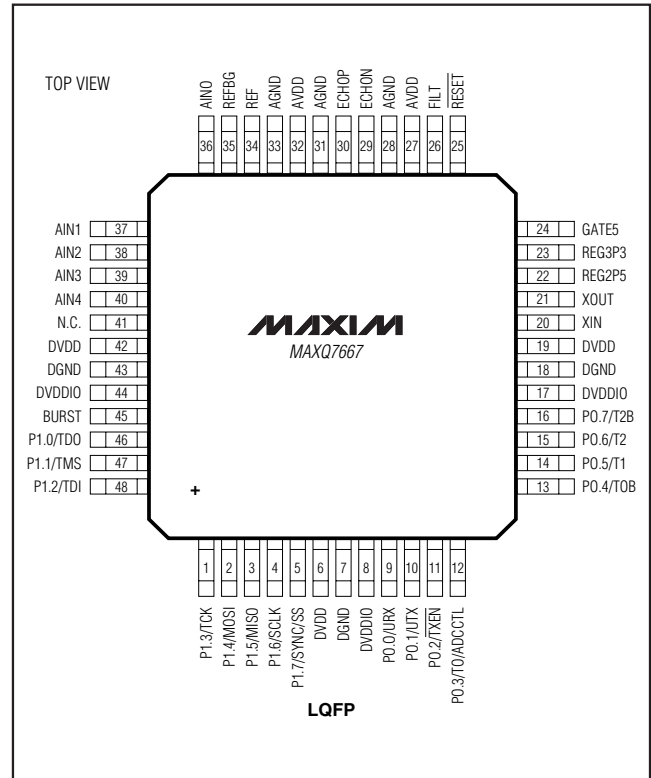 TOP VIEW
AIN0
REFBG
REF
AGND
AVDD
AGND
ECHOP
ECHON
AGND
AVDD
FILT
RESET
36
35
34
33
32
31
30
29
28
27
26
25
AIN1 37
AIN2 38
AIN3 39
AIN4 40
N.C. 41
DVDD 42
DGND 43
DVDDIO 44
BURST 45
P1.0/TDO 46
P1.1/TMS 47
P1.2/TDI 48
MAXIM
MAXQ7667
+
24 GATE5
23 REG3P3
22 REG2P5
21 XOUT
20 XIN
19 DVDD
18 DGND
17 DVDDIO
16 P0.7/T2B
15 P0.6/T2
14 P0.5/T1
13 P0.4/T0B
1
2
3
4
5
6
7
8
9
10
11
12
P1.3/TCK
P1.4/MOSI
P1.5/MISO
P1.6/SCLK
P1.7/SYNC/SS
DVDD
DGND
DVDDIO
P0.0/URX
P0.1/UTX
P0.2/TXEN
P0.3/T0/ADCCTL
LQFP